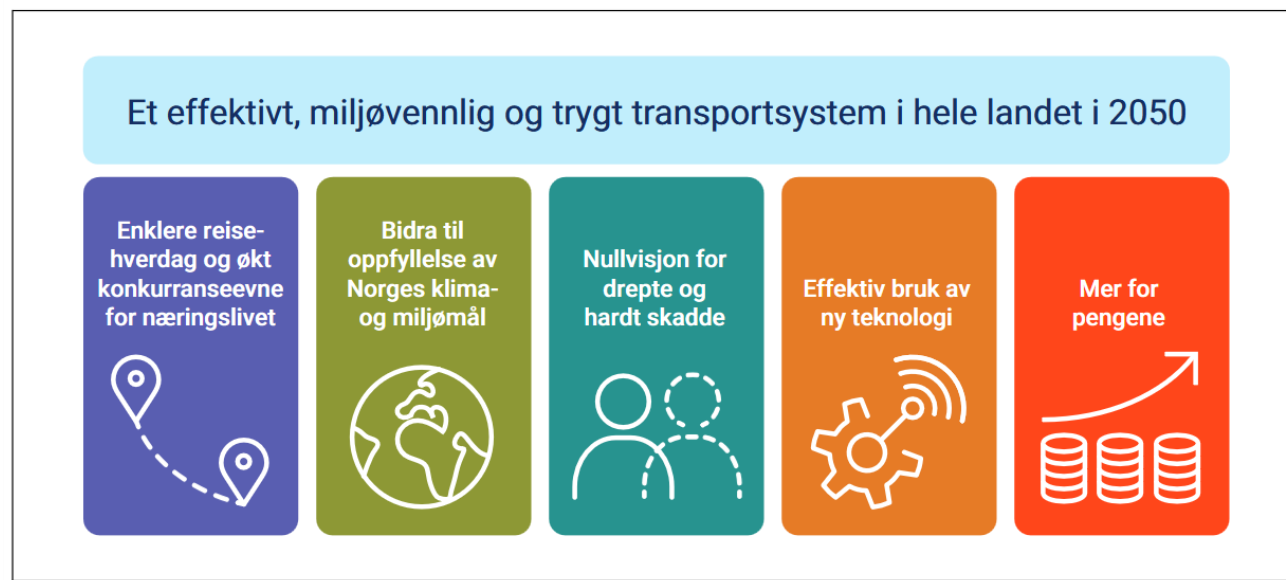 Et effektivt, miljøvennlig og trygt transportsystem i hele landet i 2050
Enklere reise-
hverdag og økt
konkurranseevne
for næringslivet
Bidra til
oppfyllelse av
Norges klima-
og miljømål
Nullvisjon for
drepte og
hardt skadde
Effektiv bruk av
ny teknologi
Mer for
pengene